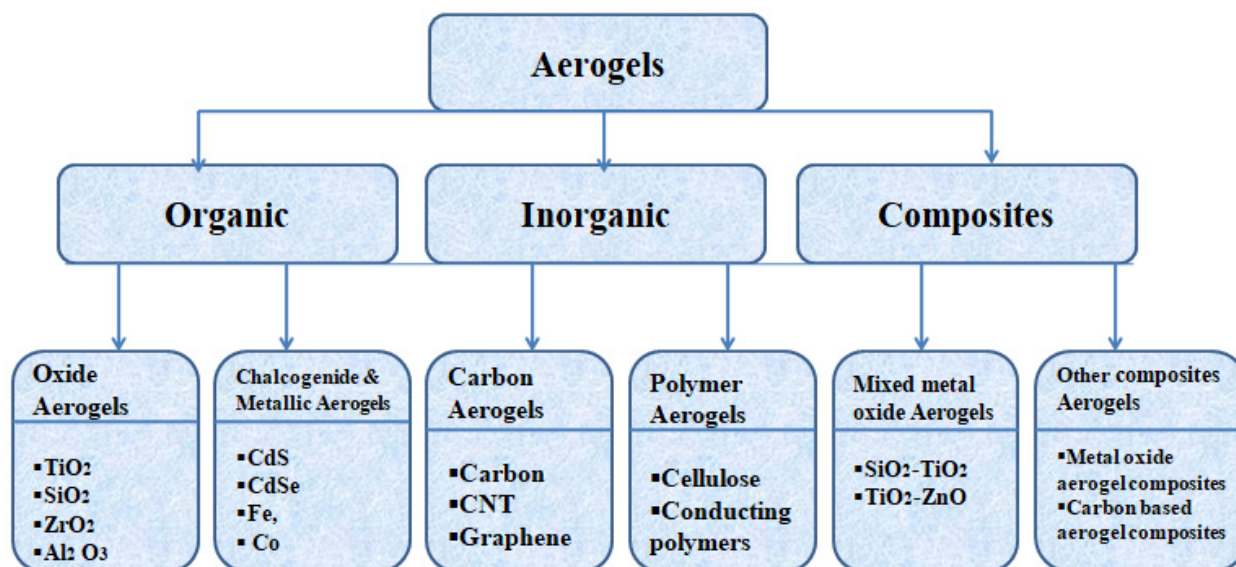 Aerogels
Organic
Inorganic
Composites
Oxide
Aerogels
▪TiO2
▪SiO2
▪ZrO2
▪Al2 O3
Chalcogenide &
Metallic Aerogels
▪CdS
▪CdSe
▪Fe,
▪ Co
Carbon
Aerogels
▪Carbon
▪CNT
▪Graphene
Polymer
Aerogels
▪Cellulose
▪Conducting
polymers
Mixed metal
oxide Aerogels
▪SiO2-TiO2
▪TiO2-ZnO
Other composites
Aerogels
▪Metal oxide
aerogel composites
▪Carbon based
aerogel composites